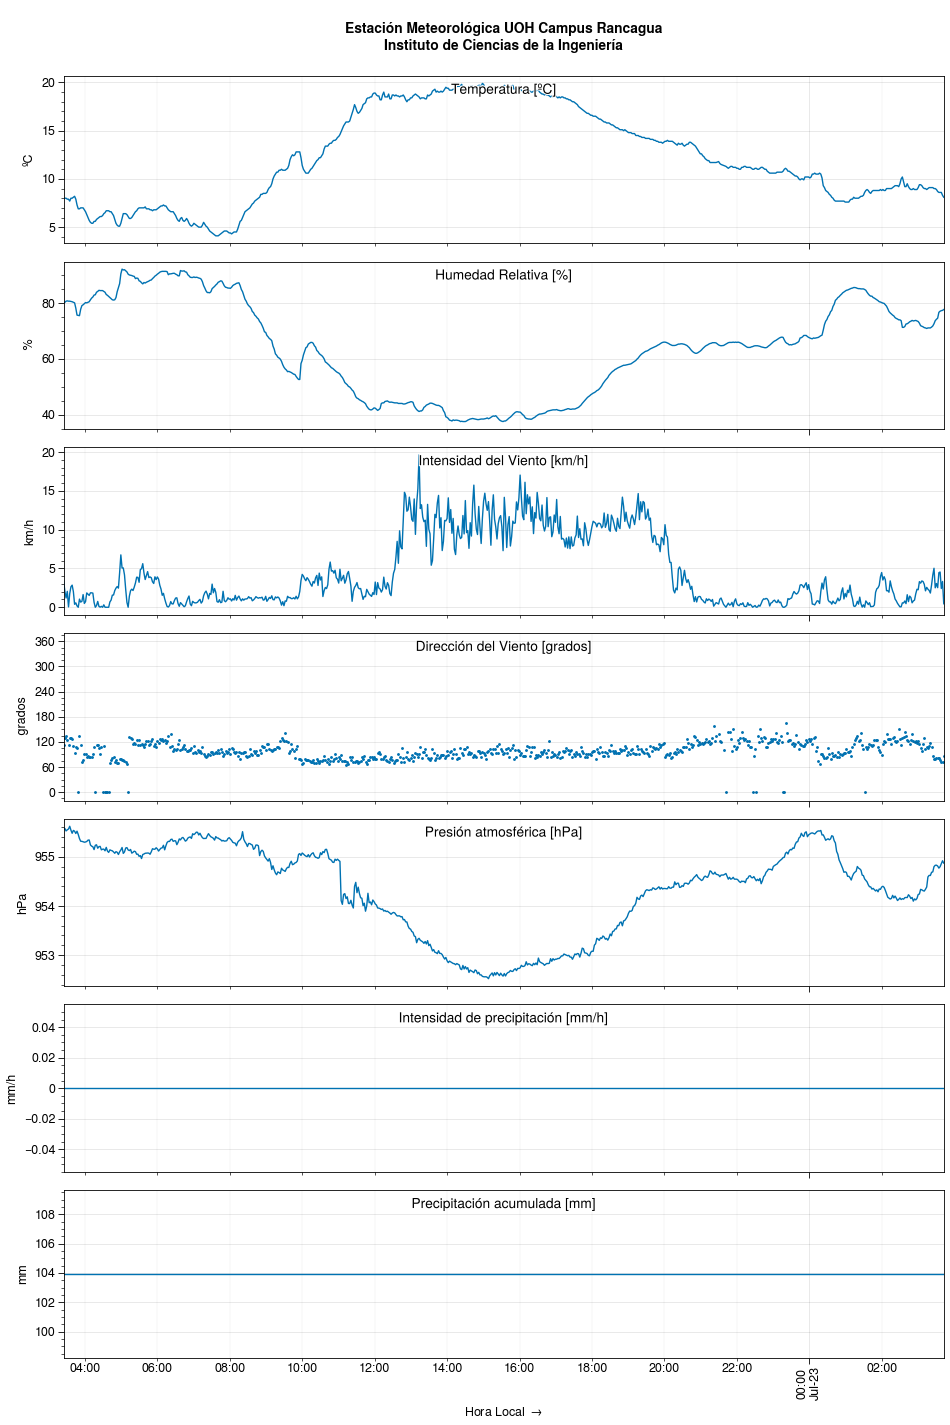 Estación Meteorológica UOH Campus Rancagua
Instituto de Ciencias de la Ingeniería
Temperatura [ºC]
20
15
10
5
ºC
Humedad Relativa [%]
80
60
40
%
Intensidad del Viento [km/h]
20
15
10
5
0
km/h
Dirección del Viento [grados]
360
300
240
180
120
60
0
grados
Presión atmosférica [hPa]
955
954
953
hPa
Intensidad de precipitación [mm/h]
0.04
0.02
0
−0.02
−0.04
mm/h
Precipitación acumulada [mm]
108
106
104
102
100
mm
04:00 06:00 08:00 10:00 12:00 14:00 16:00 18:00 20:00 22:00 00:00 02:00
Jul-23
Hora Local →